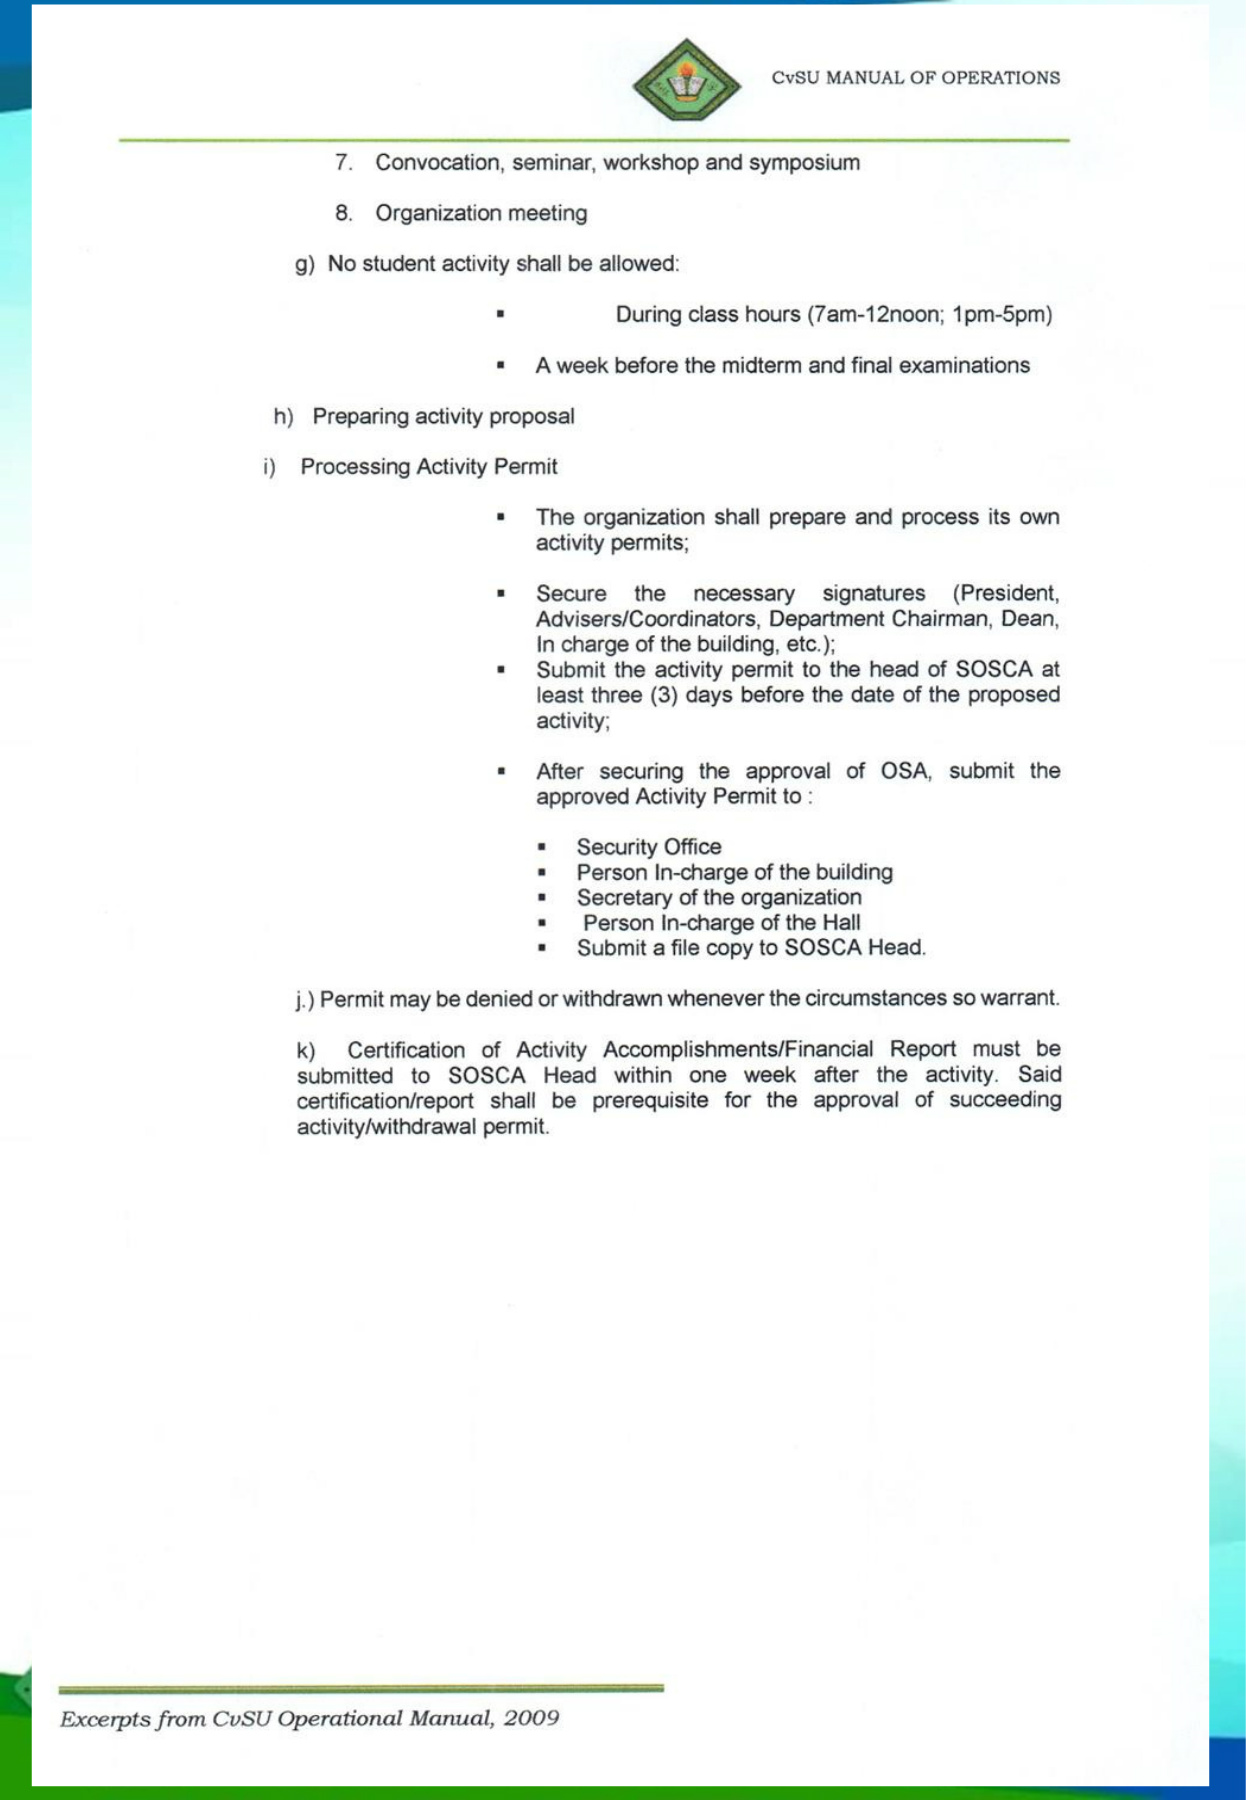 CvSU MANUAL OF OPERATIONS
7. Convocation, seminar, workshop and symposium
8. Organization meeting
g) No student activity shall be allowed:
▪ During class hours (7am-12noon; 1pm-5pm)
▪ A week before the midterm and final examinations
h) Preparing activity proposal
i) Processing Activity Permit
▪ The organization shall prepare and process its own
activity permits;
▪ Secure the necessary signatures (President,
Advisers/Coordinators, Department Chairman, Dean,
In charge of the building, etc.);
▪ Submit the activity permit to the head of SOSCA at
least three (3) days before the date of the proposed
activity;
▪ After securing the approval of OSA, submit the
approved Activity Permit to :
▪ Security Office
▪ Person In-charge of the building
▪ Secretary of the organization
▪ Person In-charge of the Hall
▪ Submit a file copy to SOSCA Head.
j.) Permit may be denied or withdrawn whenever the circumstances so warrant.
k) Certification of Activity Accomplishments/Financial Report must be
submitted to SOSCA Head within one week after the activity. Said
certification/report shall be prerequisite for the approval of succeeding
activity/withdrawal permit.
Excerpts from CvSU Operational Manual, 2009